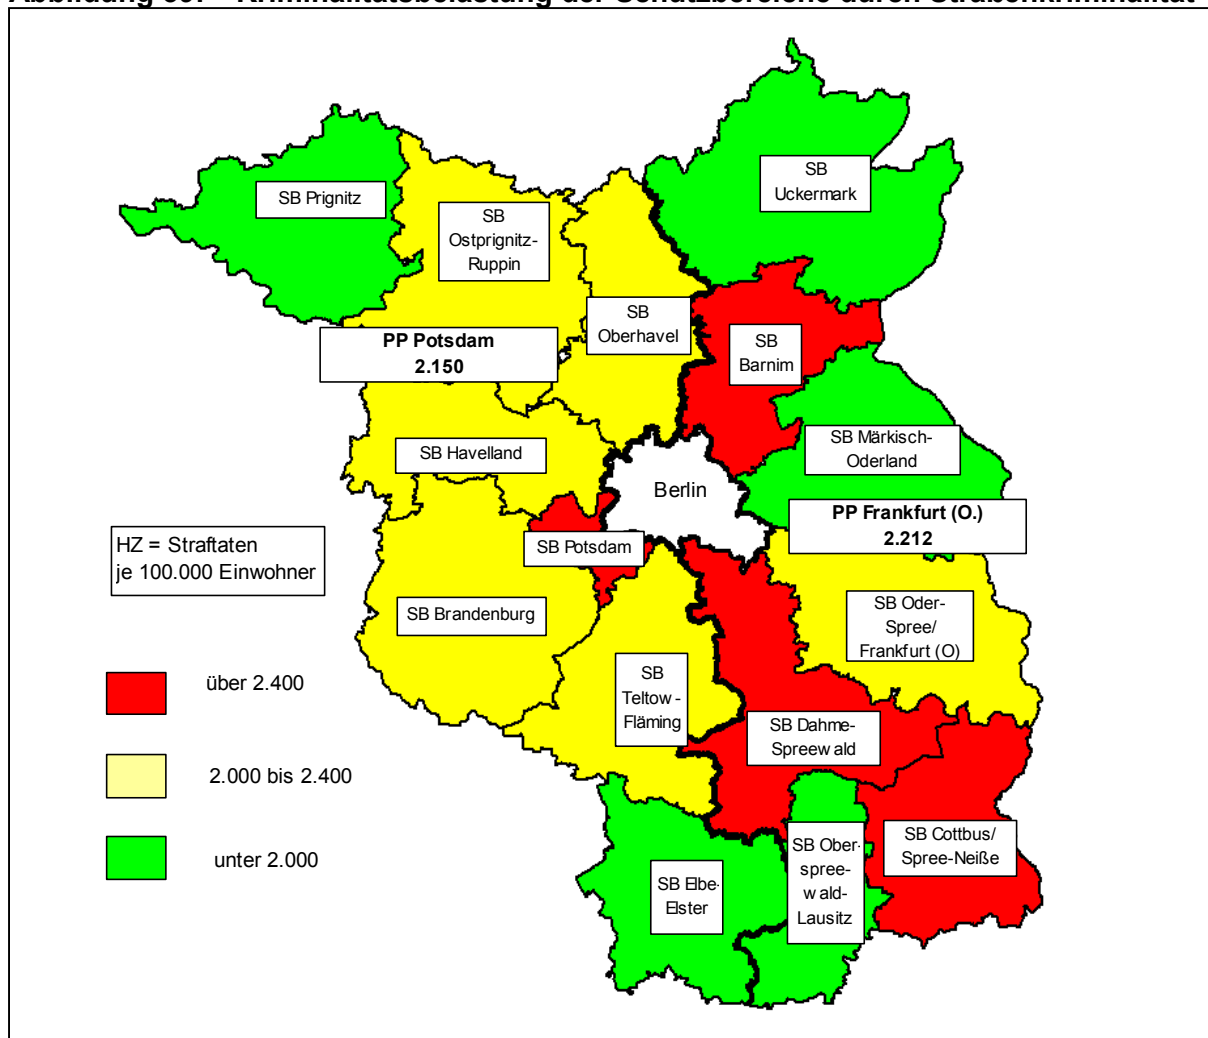 SB
Uckermark
SB Prignitz
SB
Ostprignitz-
Ruppin
SB
Oberhavel
PP Potsdam
2.150
SB
Barnim
SB Havelland
SB Märkisch-
Oderland
Berlin
PP Frankfurt (O.)
2.212
HZ = Straftaten
je 100.000 Einwohner
SB Potsdam
SB Brandenburg
SB Oder-
Spree/
Frankfurt (O)
SB
Teltow-
Fläming
über 2.400
SB Dahme-
Spreewald
2.000 bis 2.400
SB Cottbus/
Spree-Neiße
SB Ober-
spree-
wald-
Lausitz
unter 2.000
SB Elbe-
Elster